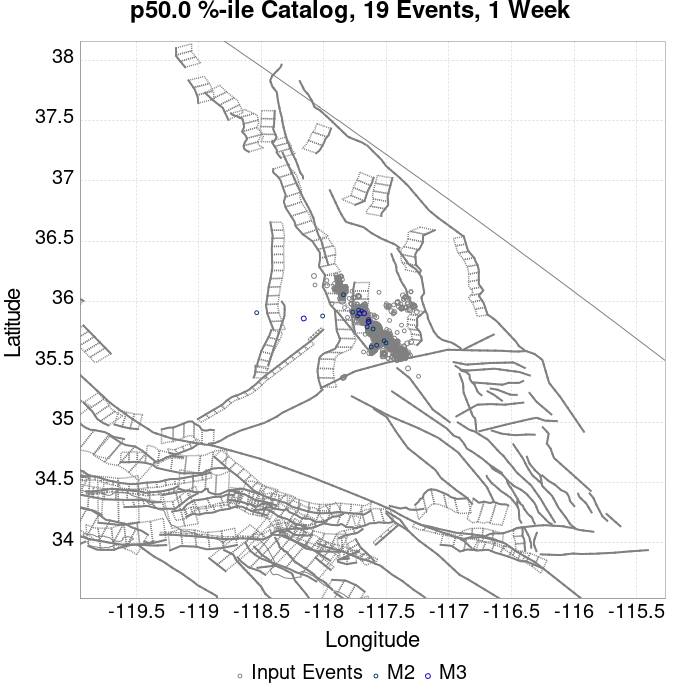 p50.0 %-ile Catalog, 19 Events, 1 Week
38
37.5
37
36.5
36
35.5
35
34.5
34
Latitude
-119.5 -119 -118.5 -118 -117.5 -117 -116.5 -116 -115.5
Longitude
Input Events M2 M3